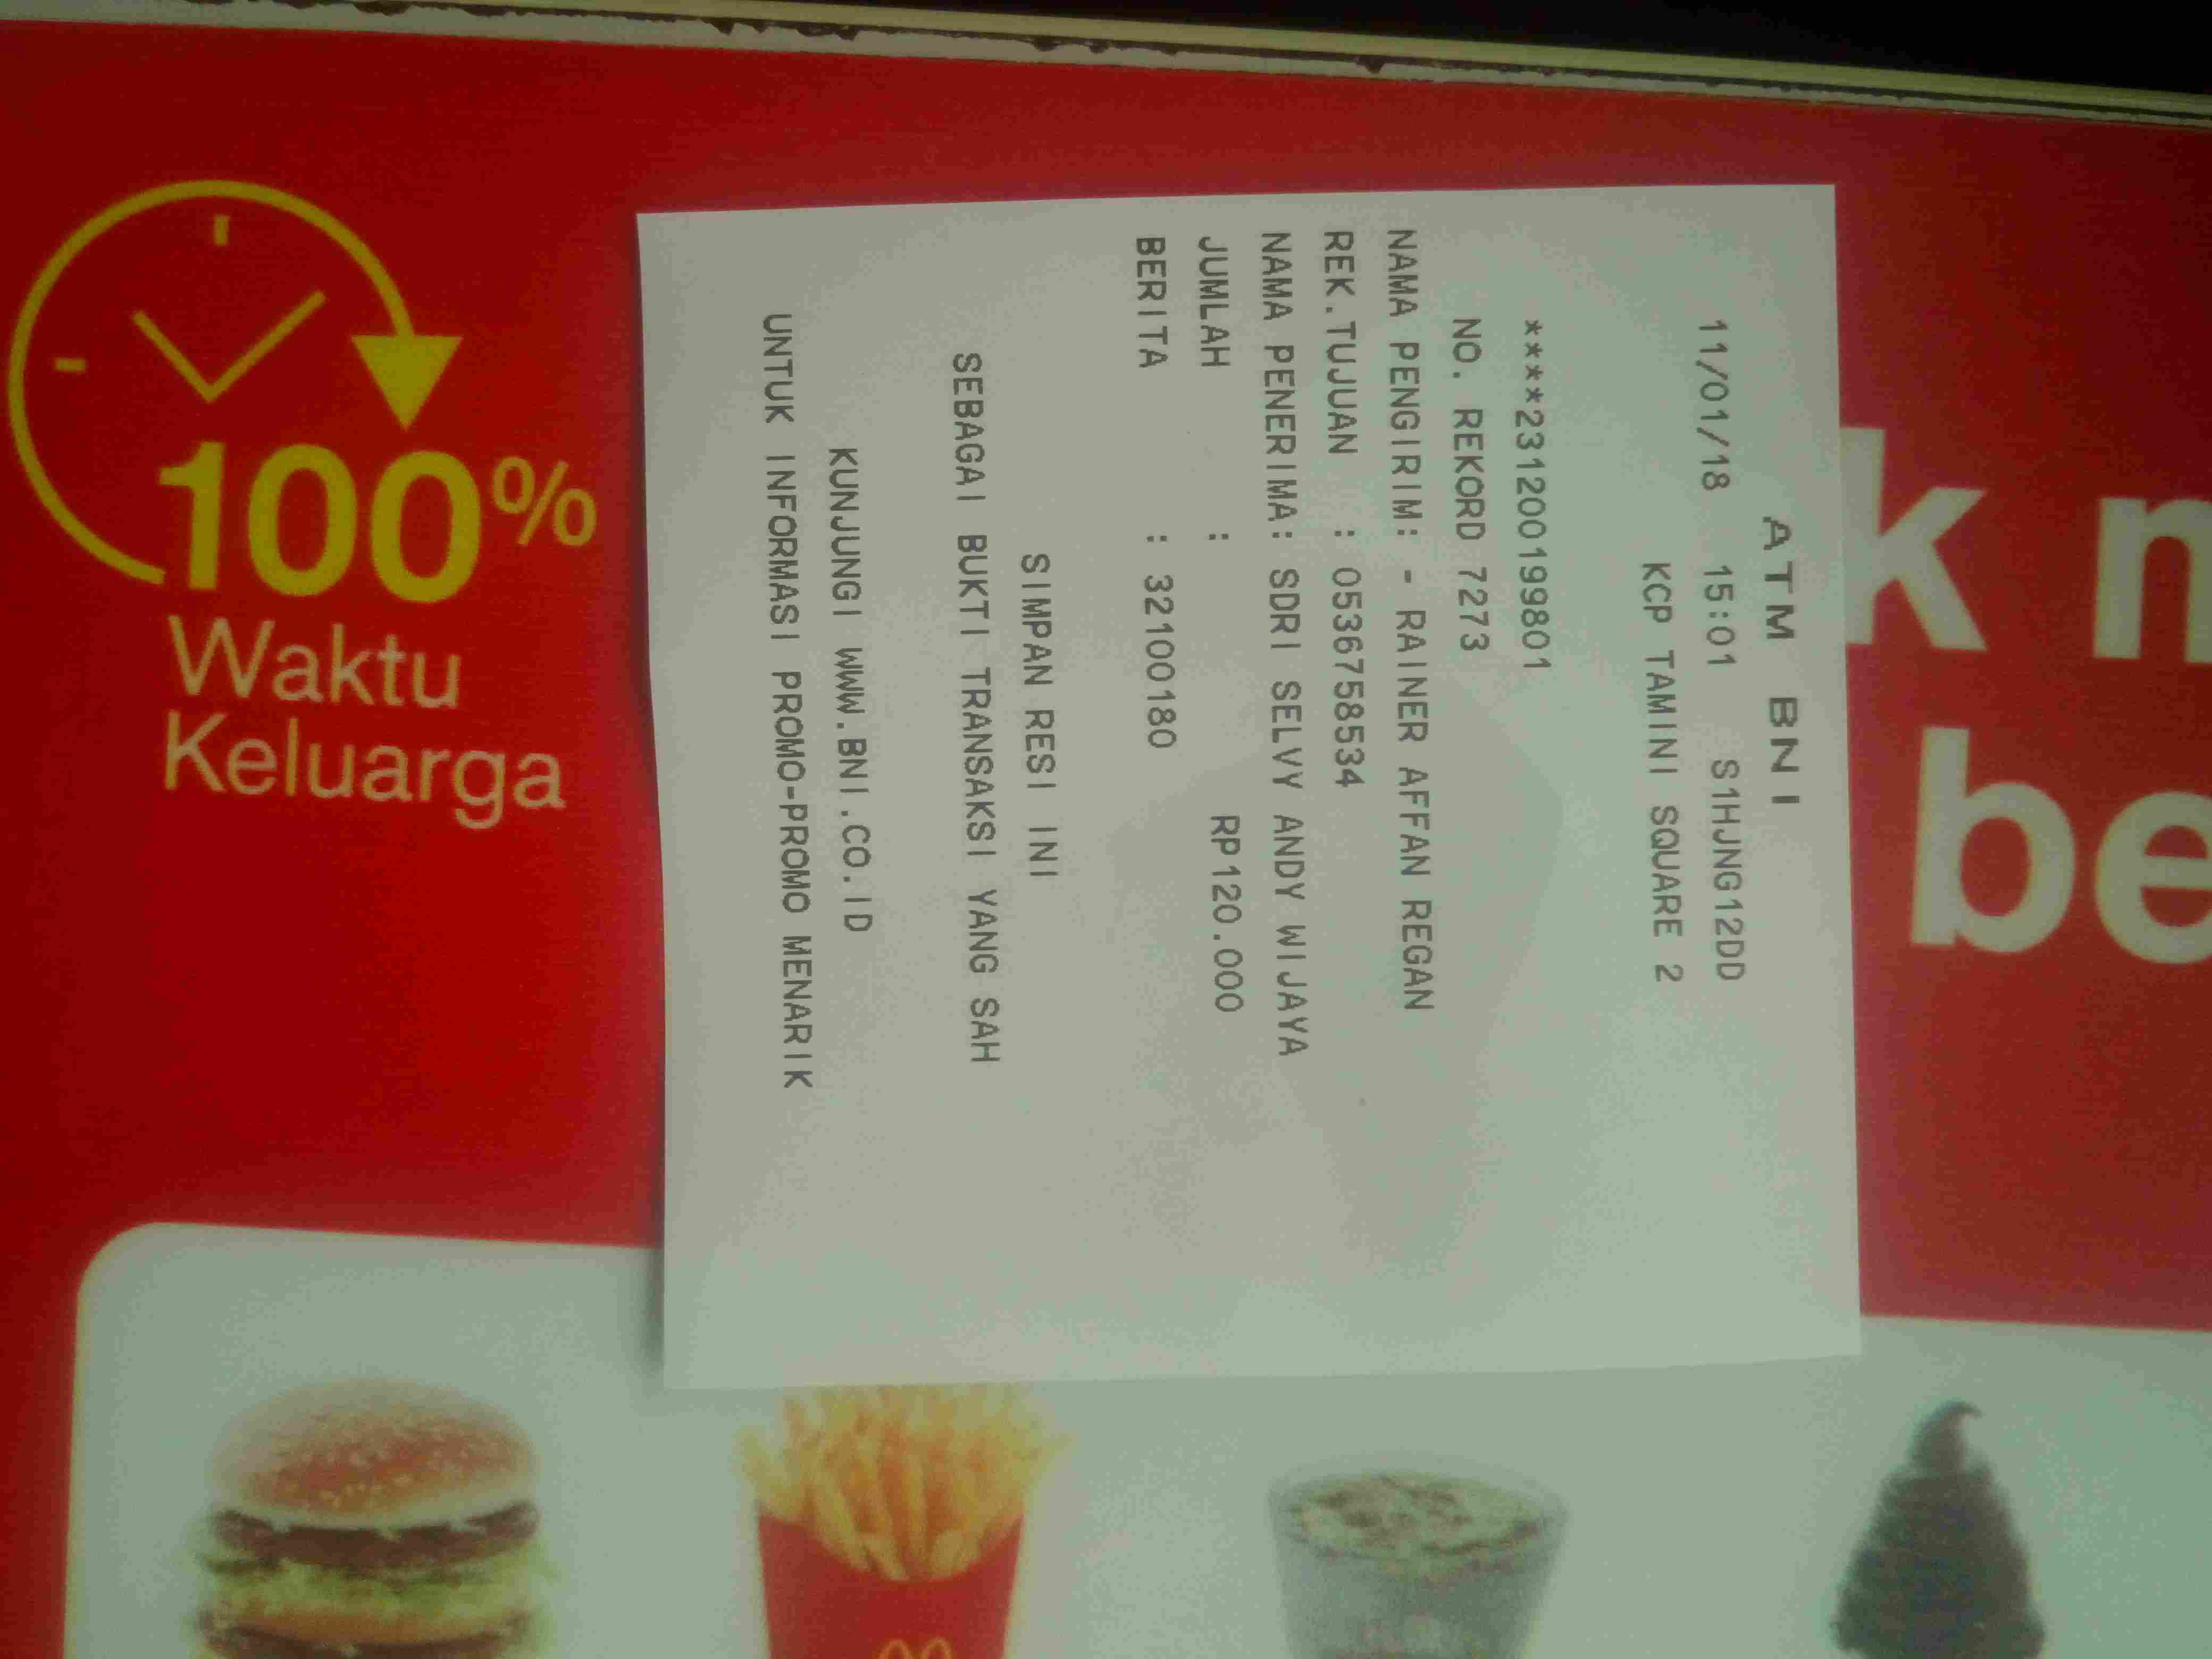 100%
Waktu
Keluarga
k n
be
ATM BNI
11/01/18 15:01 S1HJNG12DD
KCP TAMINI SQUARE 2
*****231200199801
NO. REKORD 7273
NAMA PENGIRIM: - RAINER AFFAN REGAN
REK.TUJUAN : 0536758534
NAMA PENERIMA: SDRI SELVY ANDY WIJAYA
JUMLAH : RP120.000
BERITA : 32100180
SIMPAN RESI INI
SEBAGAI BUKTI TRANSAKSI YANG SAH
KUNJUNGI WWW.BNI.CO.ID
UNTUK INFORMASI PROMO-PROMO MENARIK